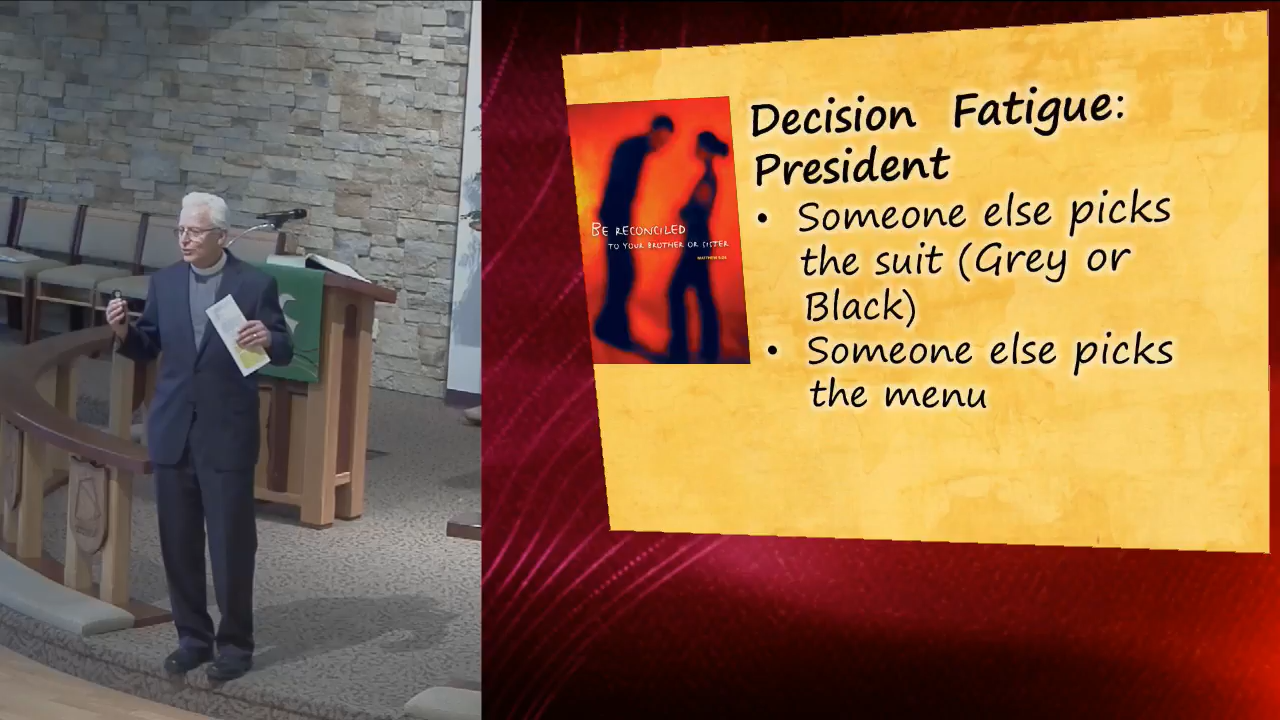 Decision Fatigue:
President
• Someone else picks
the suit (Grey or
Black)
• Someone else picks
the menu
BE RECONCILED
TO YOUR BROTHER OR SISTER